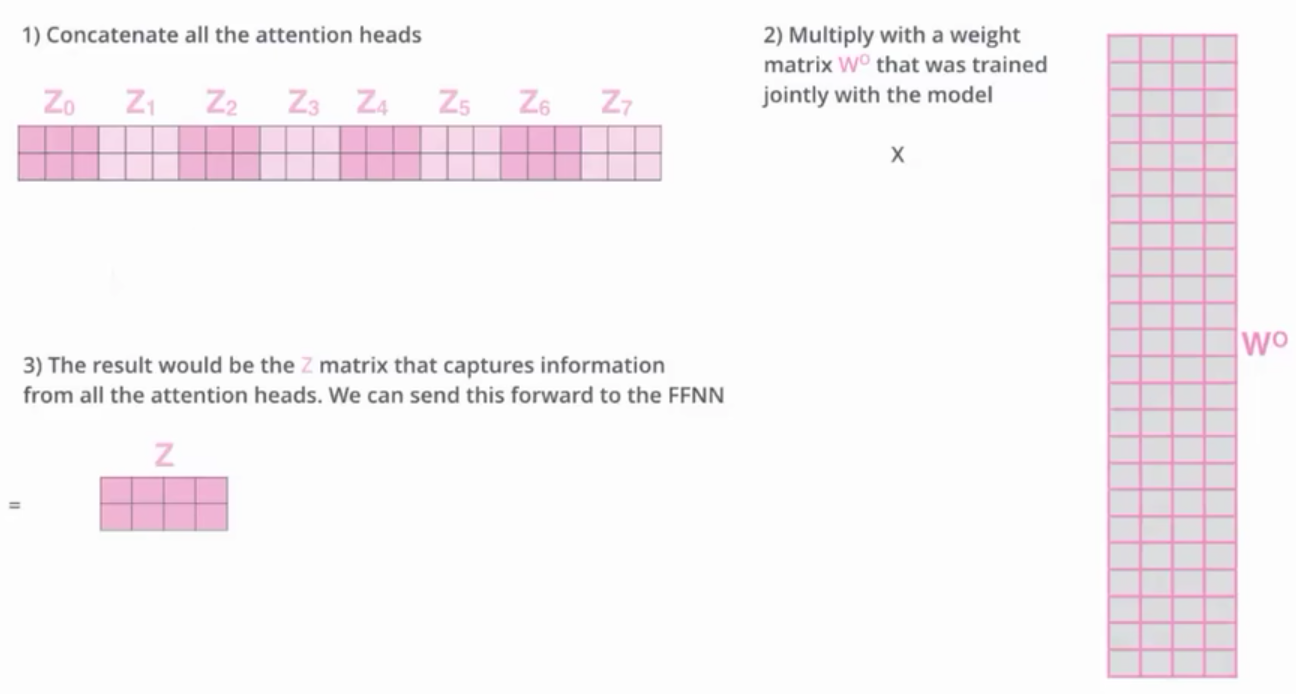 1) Concatenate all the attention heads
Z0 Z1 Z2 Z3 Z4 Z5 Z6 Z7
2) Multiply with a weight
matrix W^O that was trained
jointly with the model
X
W^O
3) The result would be the Z matrix that captures information
from all the attention heads. We can send this forward to the FFNN
Z
=